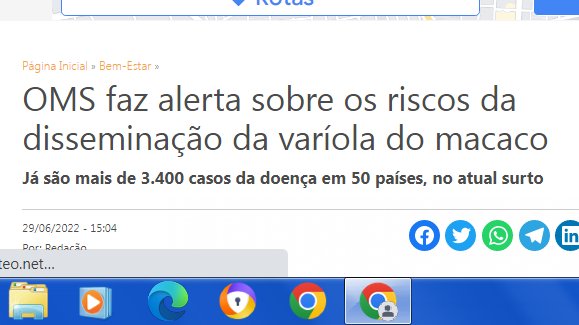 Rotas
Página Inicial » Bem-Estar »
OMS faz alerta sobre os riscos da
disseminação da varíola do macaco
Já são mais de 3.400 casos da doença em 50 países, no atual surto
29/06/2022 - 15:04
Por: Redação
teo.net...